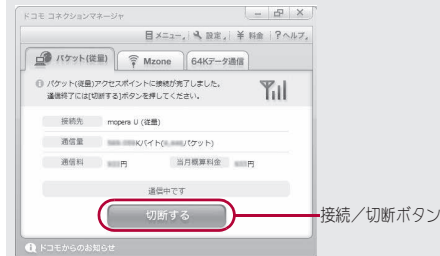 ドコモ コネクションマネージャ
メニュー 設定 ¥ 料金 ?ヘルプ
パケット(従量) Mzone 64Kデータ通信
パケット(従量)アクセスポイントに接続が完了しました。
通信終了には[切断する]ボタンを押してください。
接続先 mopera U (従量)
通信量 Kバイト( パケット)
通信料 円 当月概算料金 円
通信中です
切断する
接続／切断ボタン
ドコモからのお知らせ